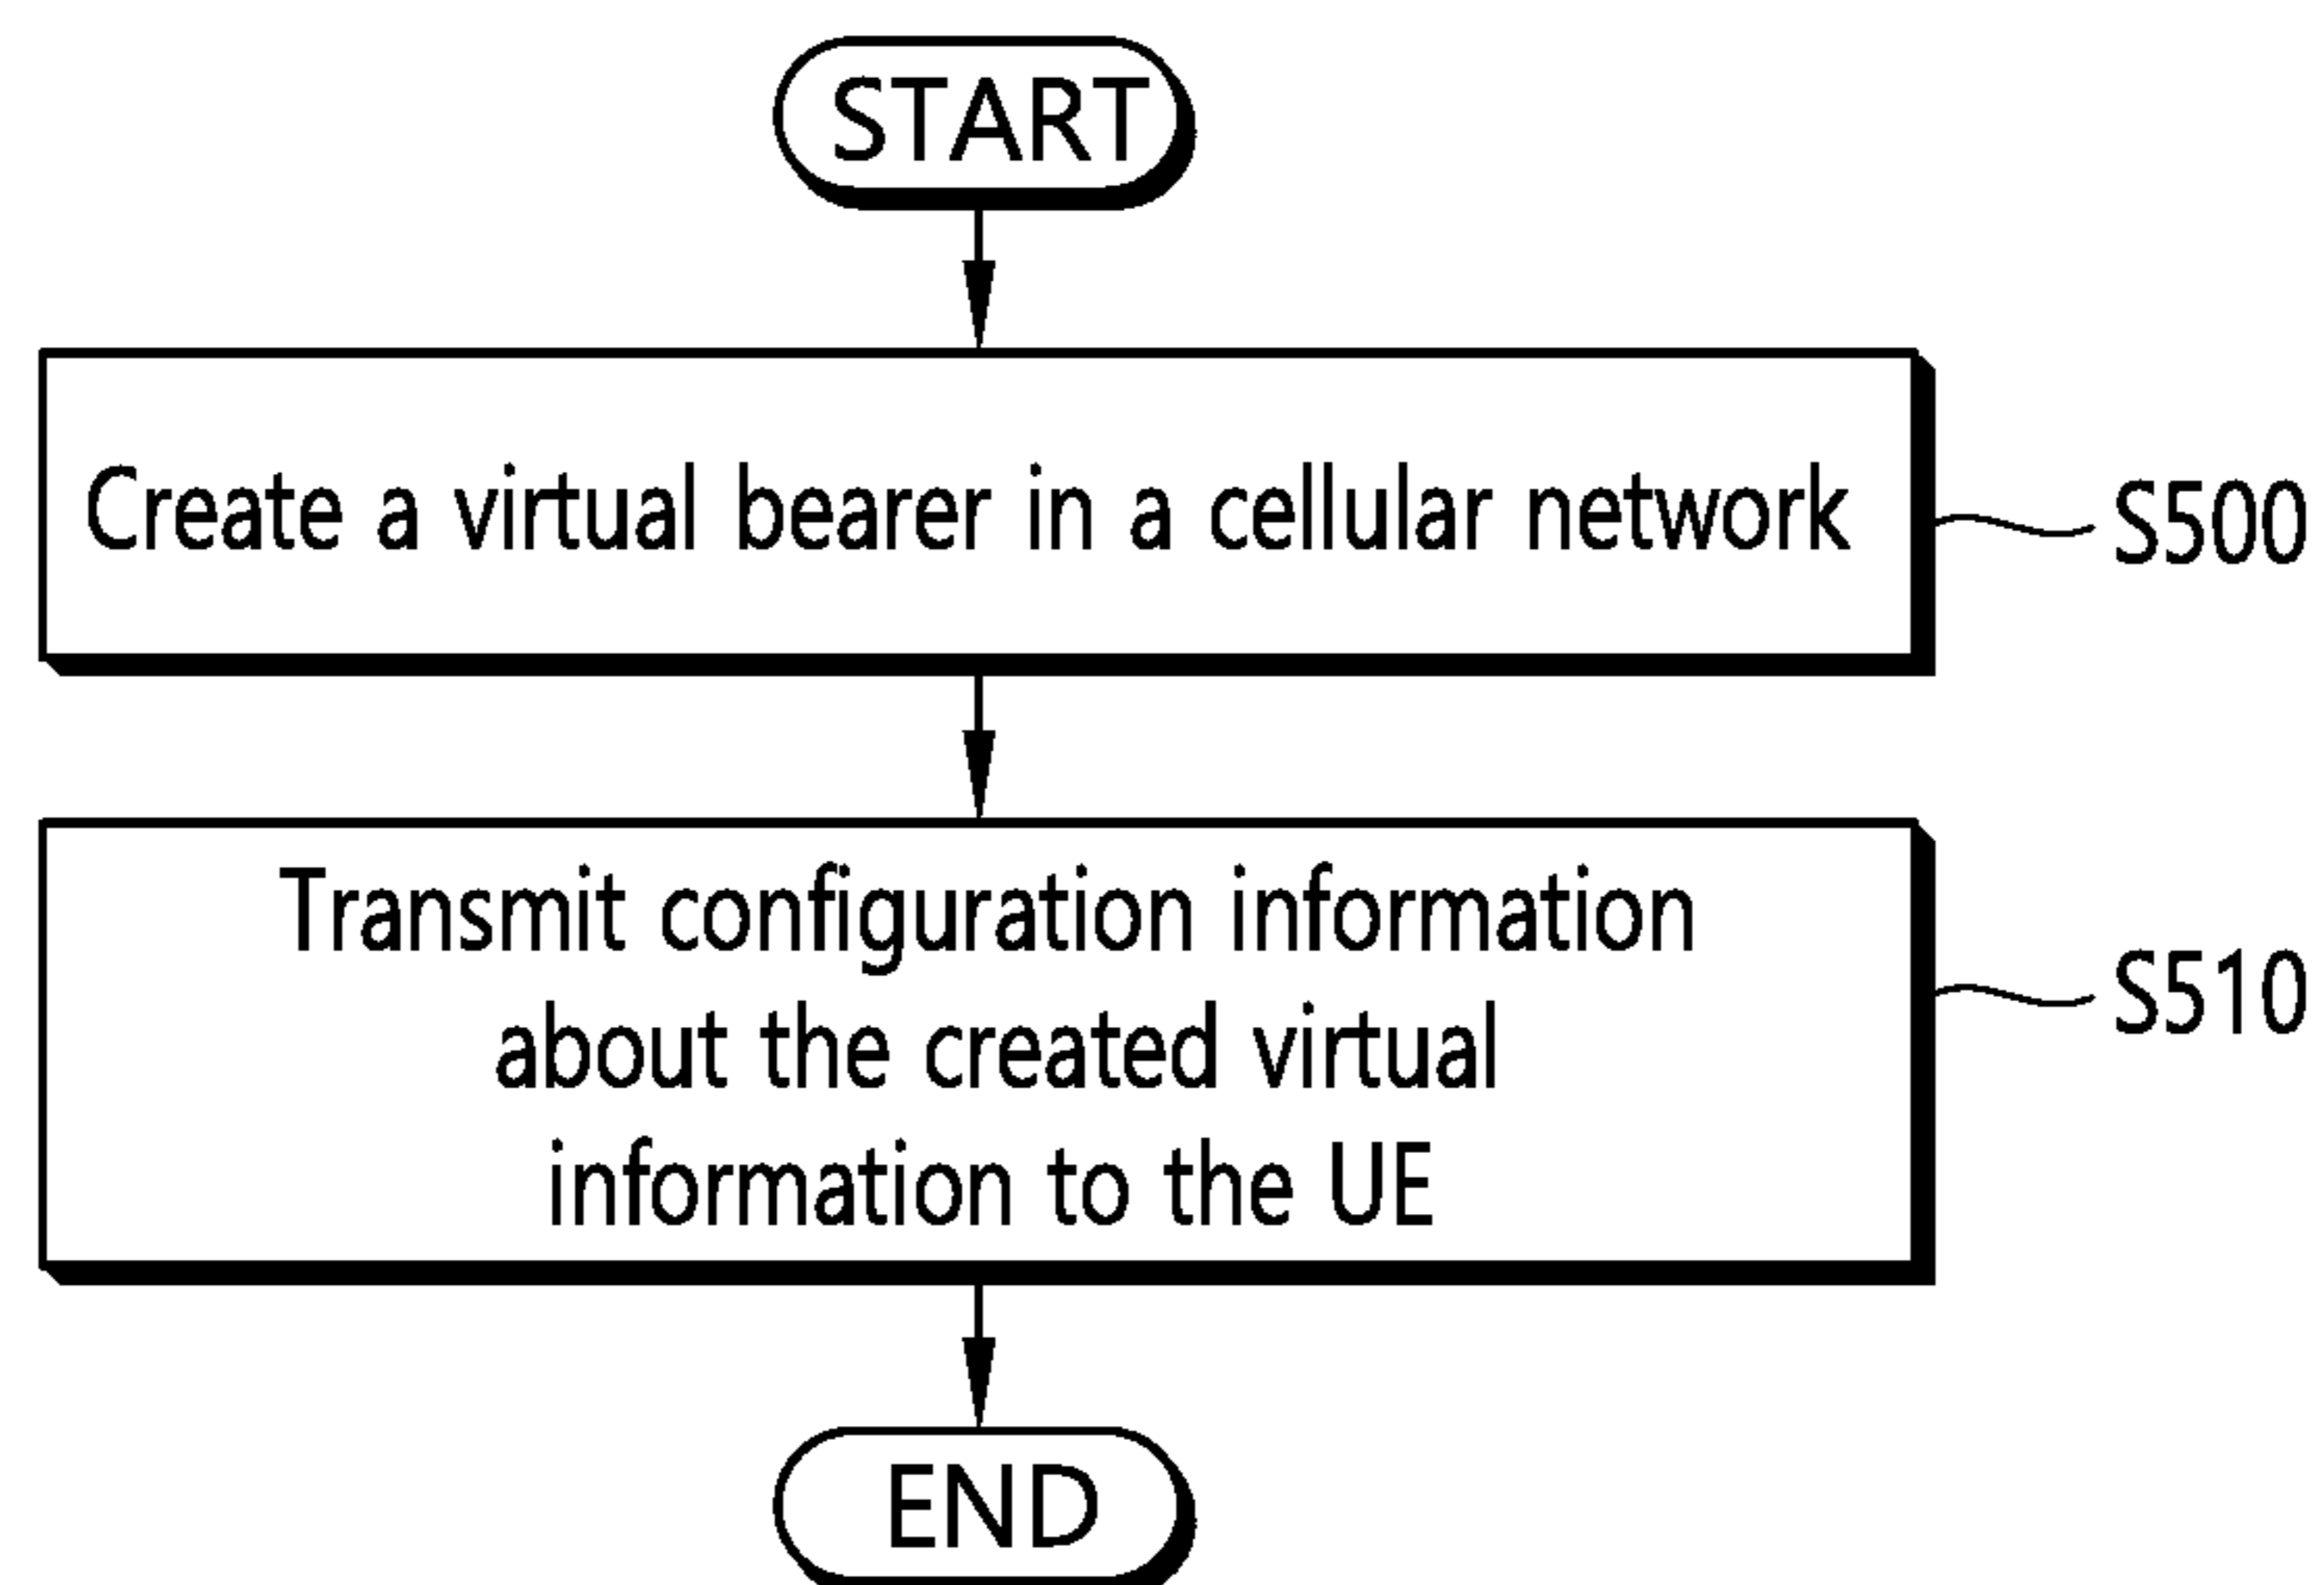 START
Create a virtual bearer in a cellular network
S500
Transmit configuration information
about the created virtual
information to the UE
S510
END